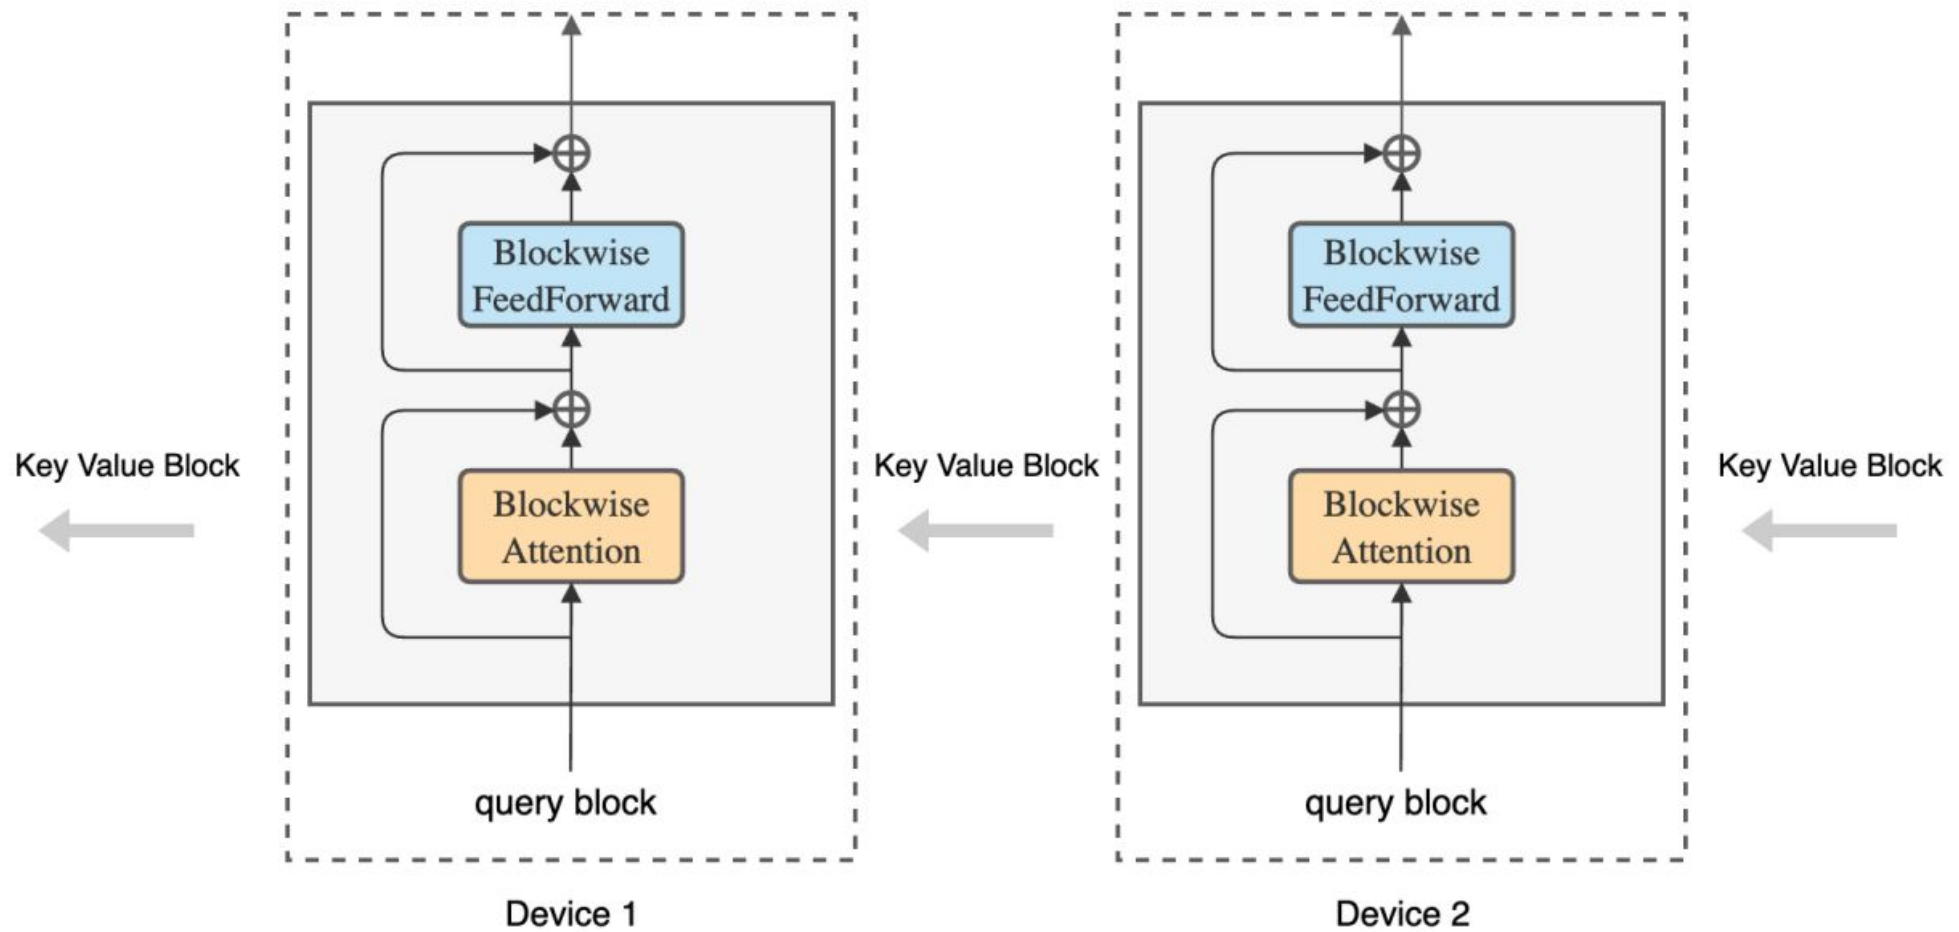 Blockwise
FeedForward
Blockwise
FeedForward
Key Value Block
Key Value Block
Key Value Block
Blockwise
Attention
Blockwise
Attention
query block
query block
Device 1
Device 2